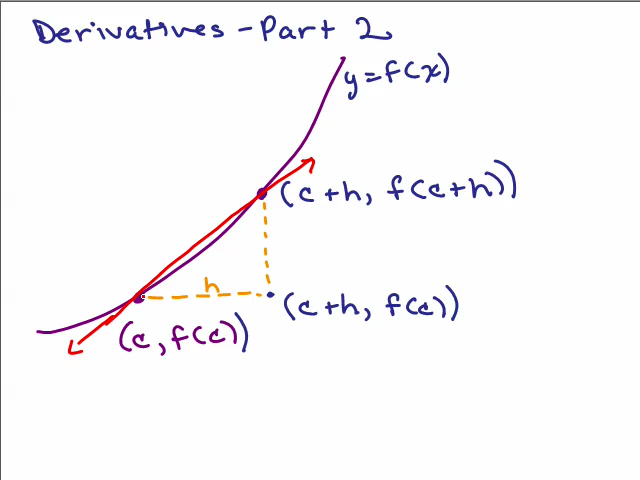 Derivatives - Part 2
y = f(x)
(c + h, f(c + h))
h
(c + h, f(c))
(c, f(c))